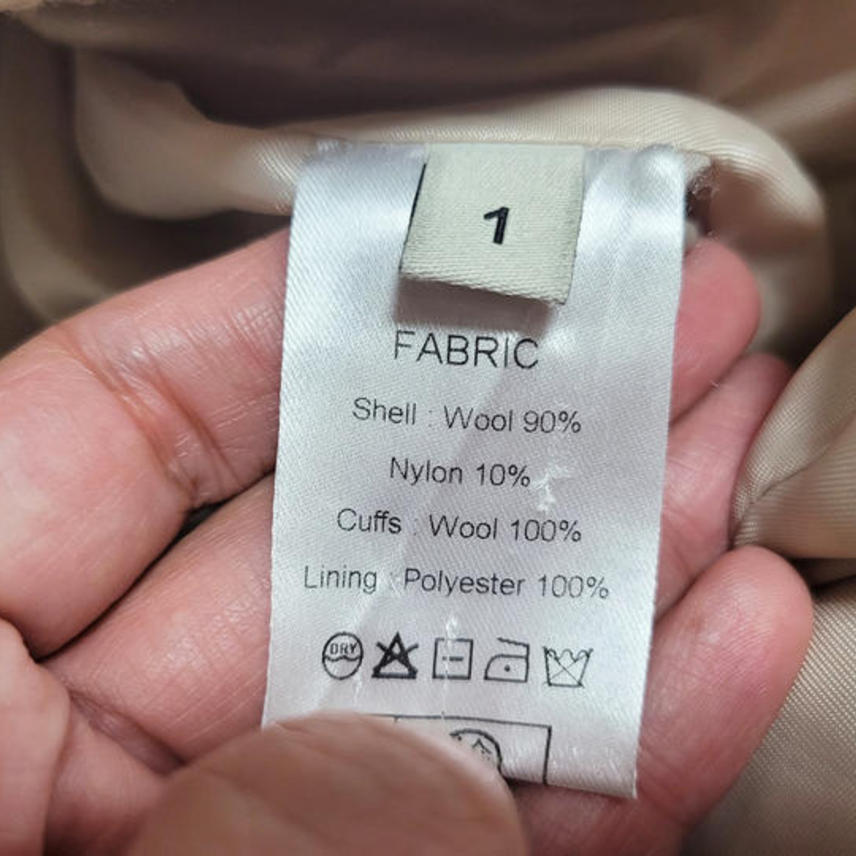 1
FABRIC
Shell : Wool 90%
Nylon 10%
Cuffs : Wool 100%
Lining : Polyester 100%
DRY